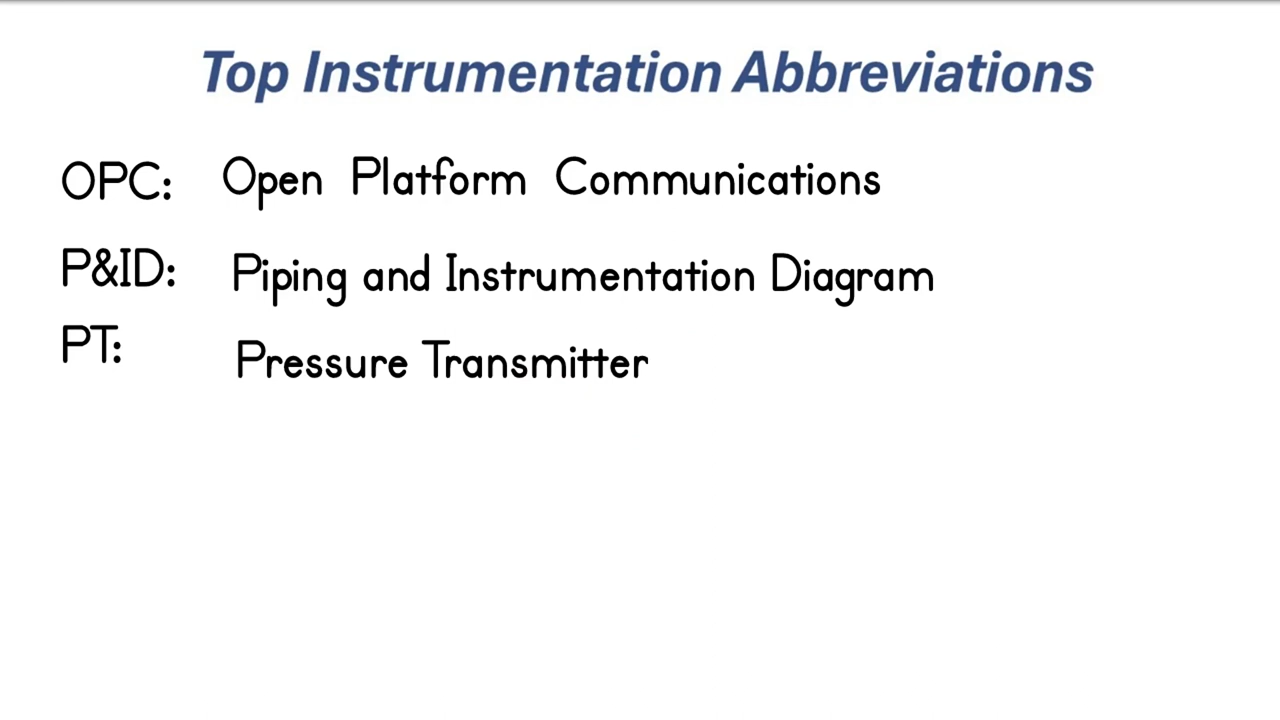 Top Instrumentation Abbreviations
OPC: Open Platform Communications
P&ID: Piping and Instrumentation Diagram
PT: Pressure Transmitter